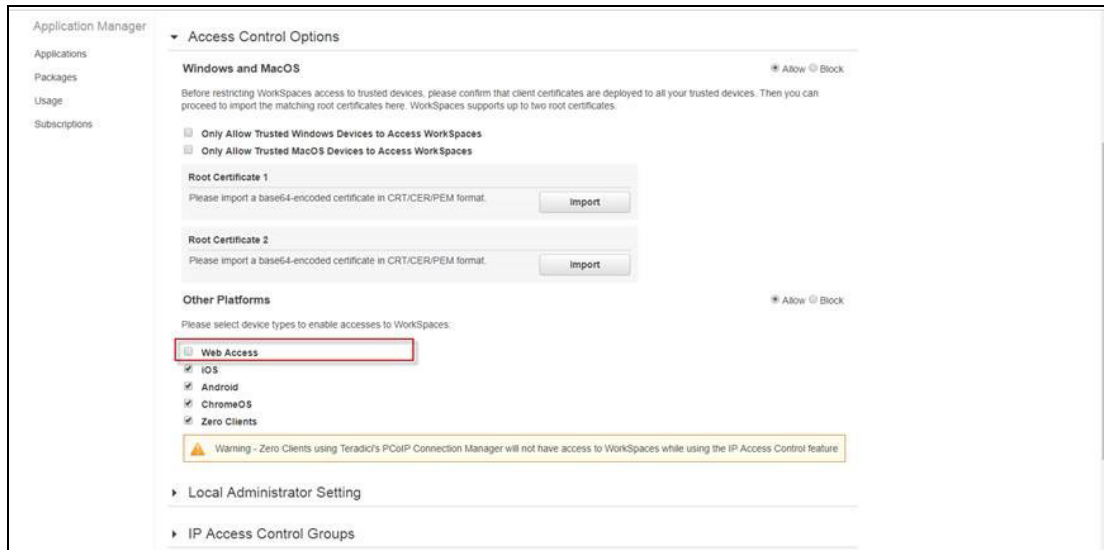 Application Manager
Applications
Packages
Usage
Subscriptions
Access Control Options
Windows and MacOS
Allow Block
Before restricting WorkSpaces access to trusted devices, please confirm that client certificates are deployed to all your trusted devices. Then you can
proceed to import the matching root certificates here. WorkSpaces supports up to two root certificates.
Only Allow Trusted Windows Devices to Access WorkSpaces
Only Allow Trusted MacOS Devices to Access WorkSpaces
Root Certificate 1
Please import a base64-encoded certificate in CRT/CER/PEM format.
Import
Root Certificate 2
Please import a base64-encoded certificate in CRT/CER/PEM format.
Import
Other Platforms
Allow Block
Please select device types to enable accesses to WorkSpaces:
Web Access
iOS
Android
ChromeOS
Zero Clients
Warning - Zero Clients using Teradici's PCoIP Connection Manager will not have access to WorkSpaces while using the IP Access Control feature
Local Administrator Setting
IP Access Control Groups